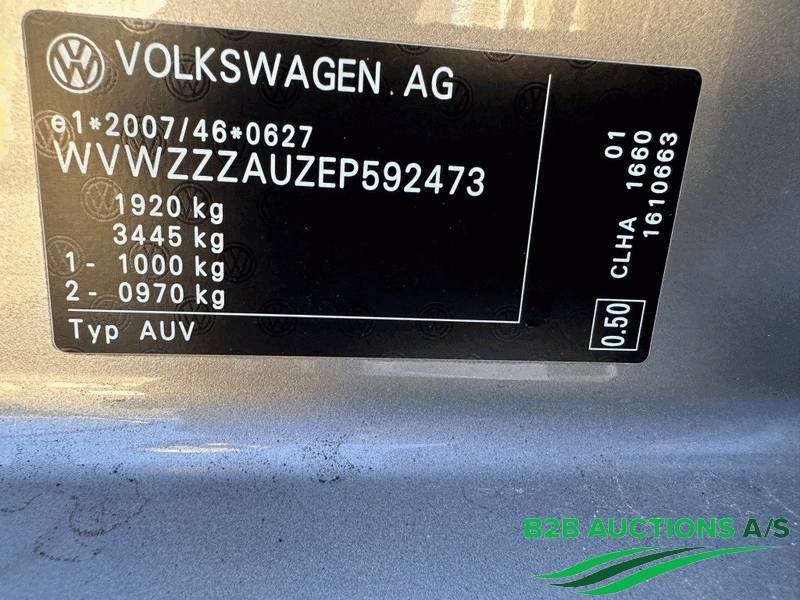 VOLKSWAGEN AG
e1*2007/46*0627
WVWZZZAUZEP592473
1920 kg
3445 kg
1- 1000 kg
2- 0970 kg
Typ AUV
01
CLHA 1660
1610663
0.50
B2B AUCTIONS A/S